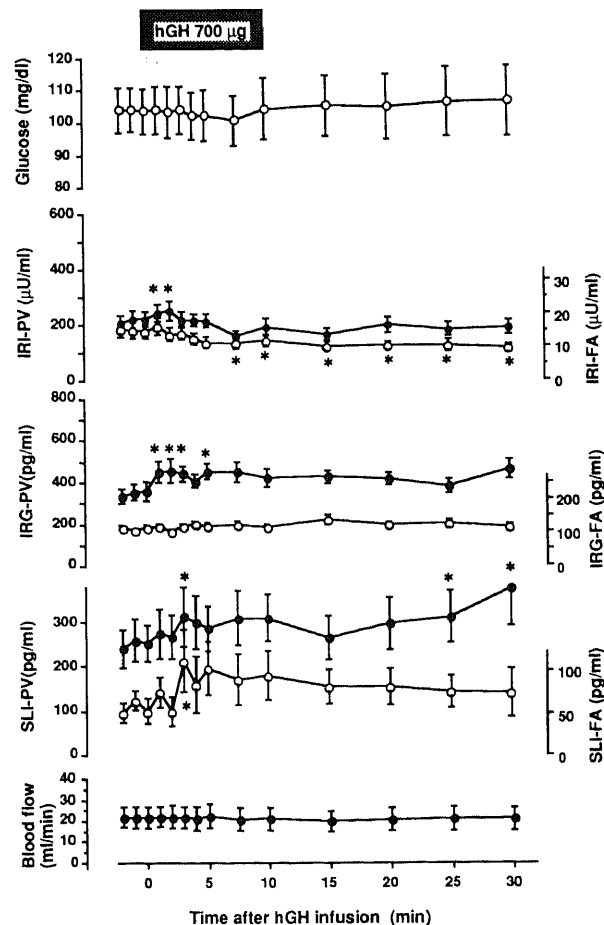 hGH 700 µg
Glucose (mg/dl)
120
110
100
90
80
IRI-PV (µU/ml)
600
400
200
0
* *
* * * * * *
IRI-FA (µU/ml)
30
20
10
0
IRG-PV(pg/ml)
800
600
400
200
0
* * * *
IRG-FA (pg/ml)
200
100
0
SLI-PV(pg/ml)
300
200
100
0
* * *
*
SLI-FA (pg/ml)
100
50
0
Blood flow
(ml/min)
40
30
20
10
0
0 5 10 15 20 25 30
Time after hGH infusion (min)